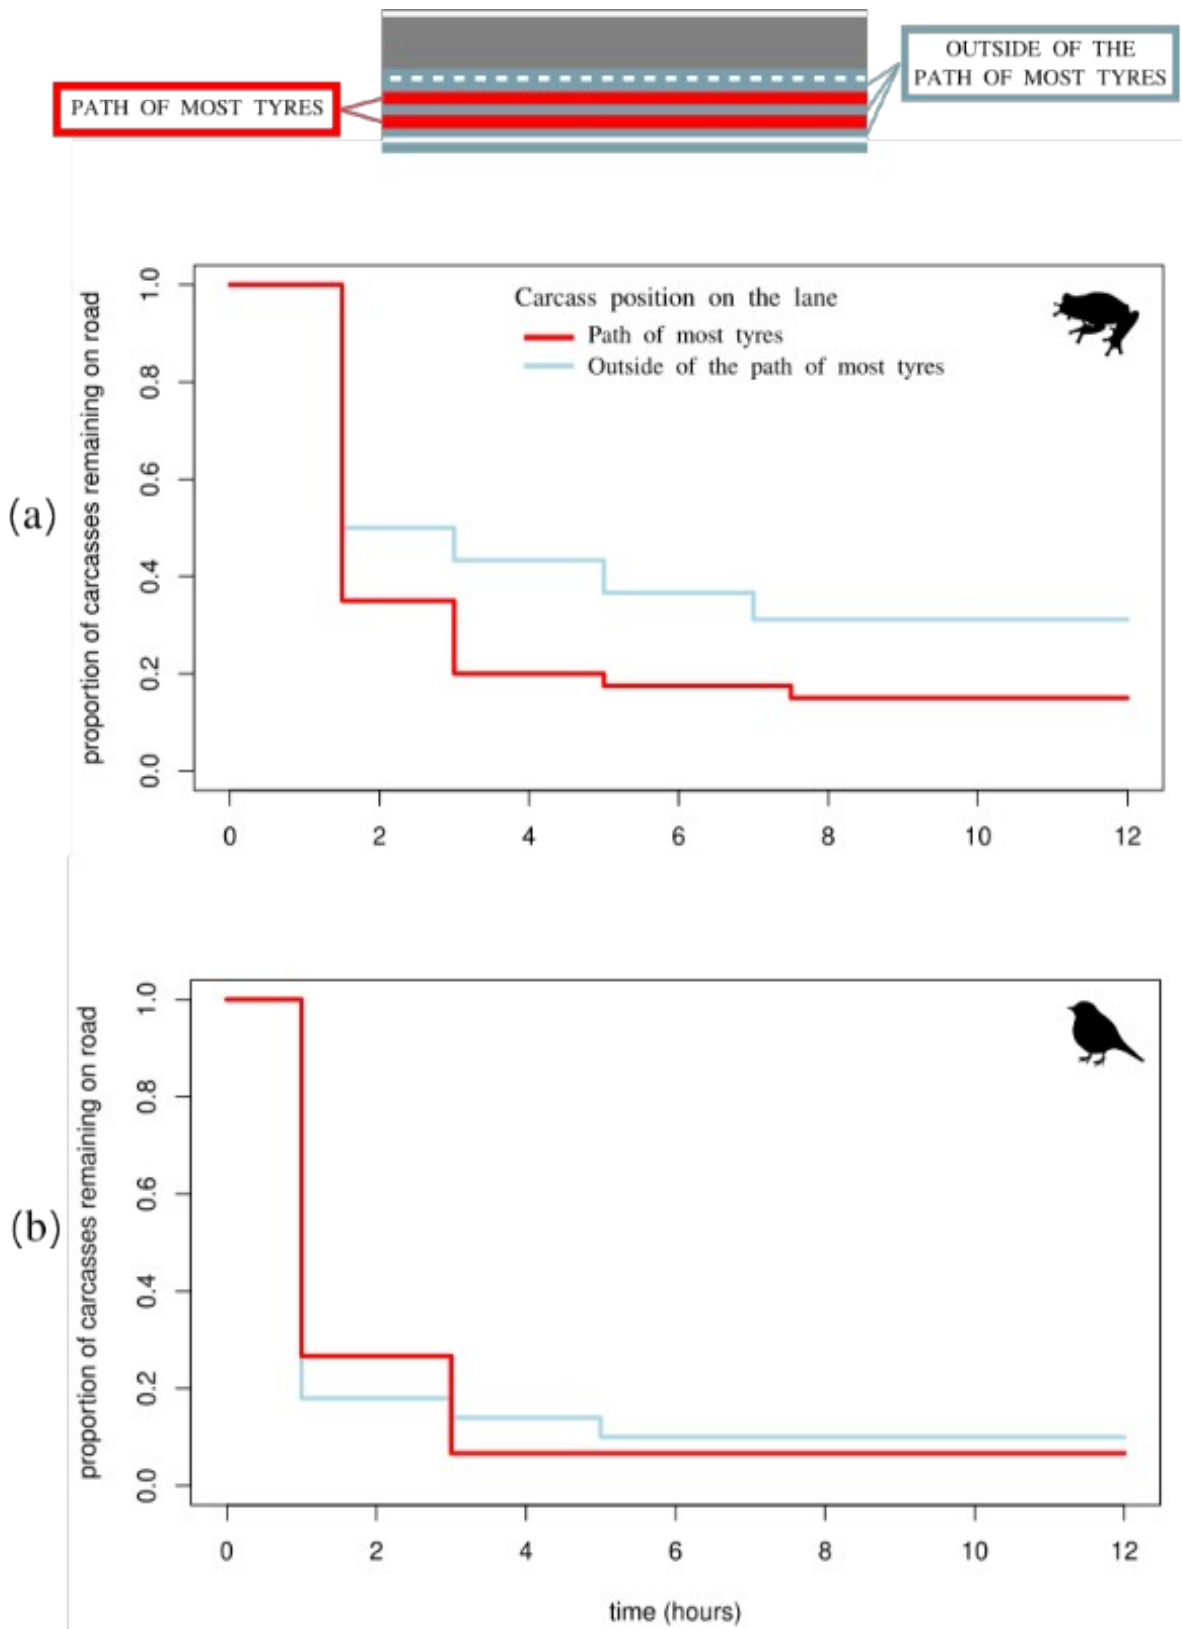 PATH OF MOST TYRES
OUTSIDE OF THE
PATH OF MOST TYRES
(a)
proportion of carcasses remaining on road
1.0
0.8
0.6
0.4
0.2
0.0
Carcass position on the lane
Path of most tyres
Outside of the path of most tyres
0 2 4 6 8 10 12
(b)
proportion of carcasses remaining on road
1.0
0.8
0.6
0.4
0.2
0.0
0 2 4 6 8 10 12
time (hours)